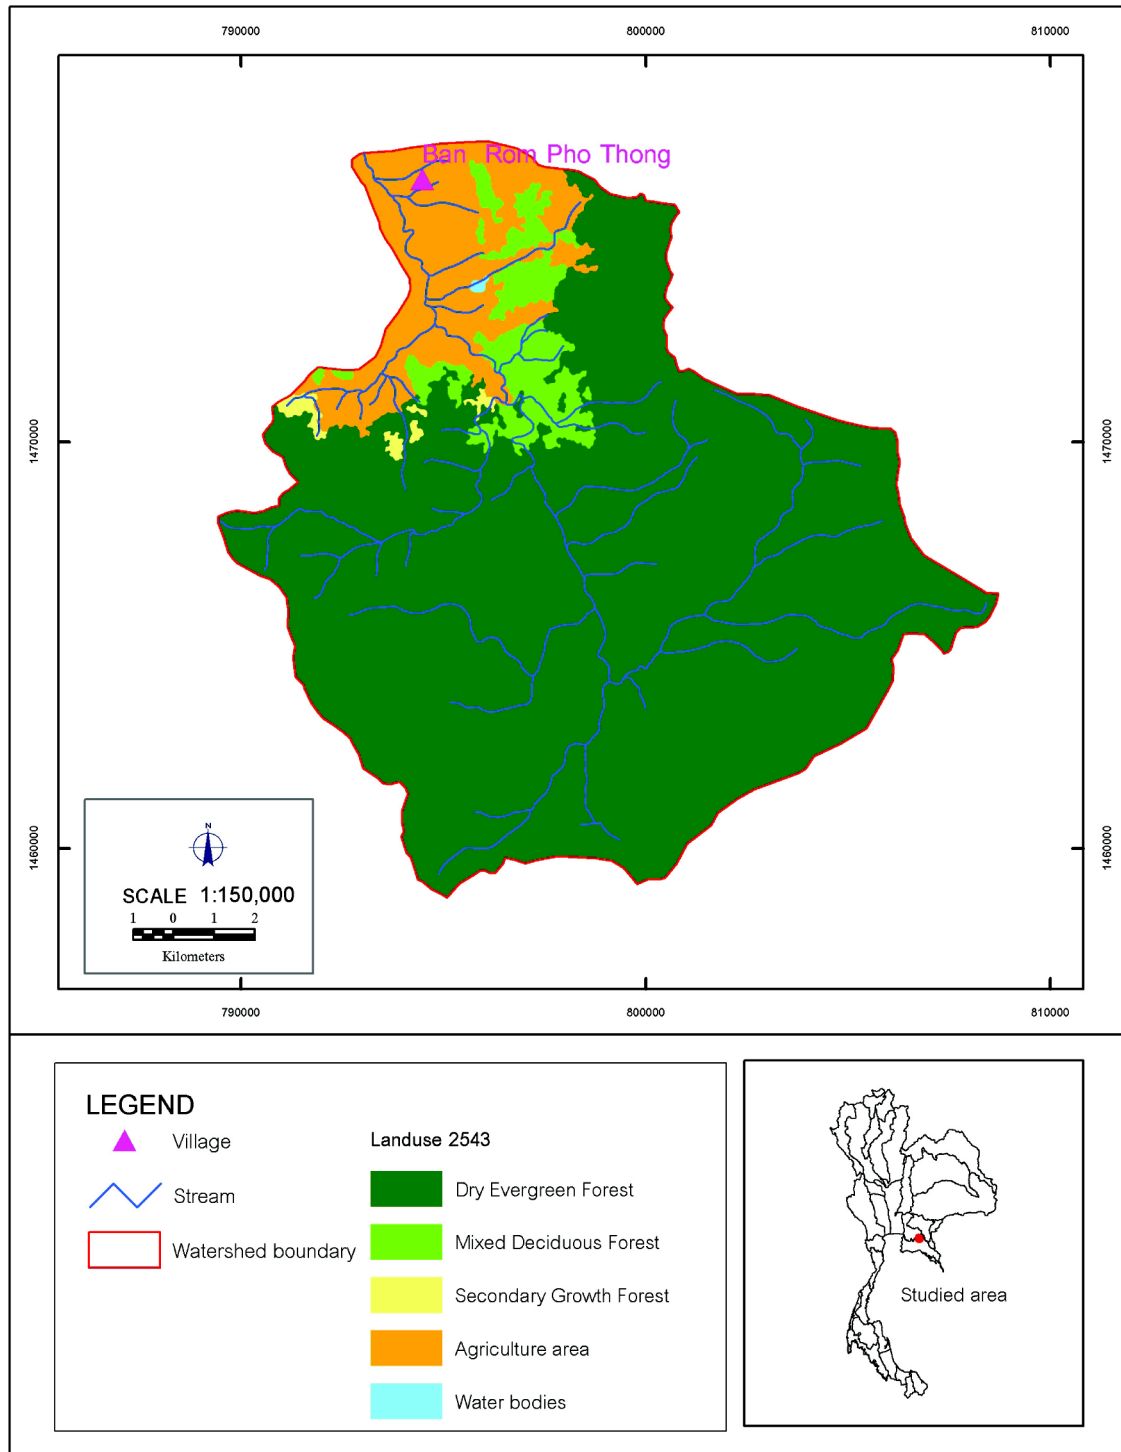 790000 800000 810000
Ban Rom Pho Thong
1470000 1470000
1460000 1460000
N
SCALE 1:150,000
1 0 1 2
Kilometers
790000 800000 810000
LEGEND
Village
Stream
Watershed boundary
Landuse 2543
Dry Evergreen Forest
Mixed Deciduous Forest
Secondary Growth Forest
Agriculture area
Water bodies
Studied area